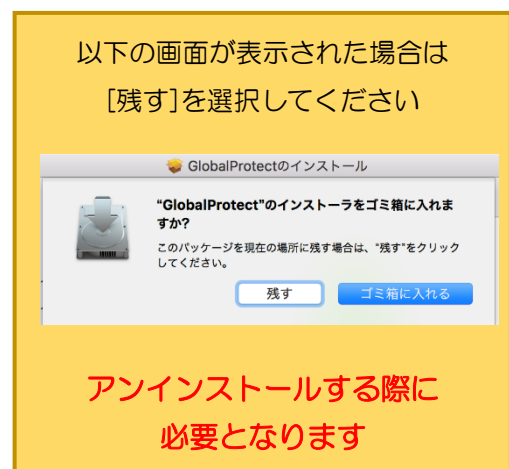 以下の画面が表示された場合は
[残す]を選択してください
GlobalProtectのインストール
“GlobalProtect”のインストーラをゴミ箱に入れま
すか?
このパッケージを現在の場所に残す場合は、“残す”をクリック
してください。
残す
ゴミ箱に入れる
アンインストールする際に
必要となります